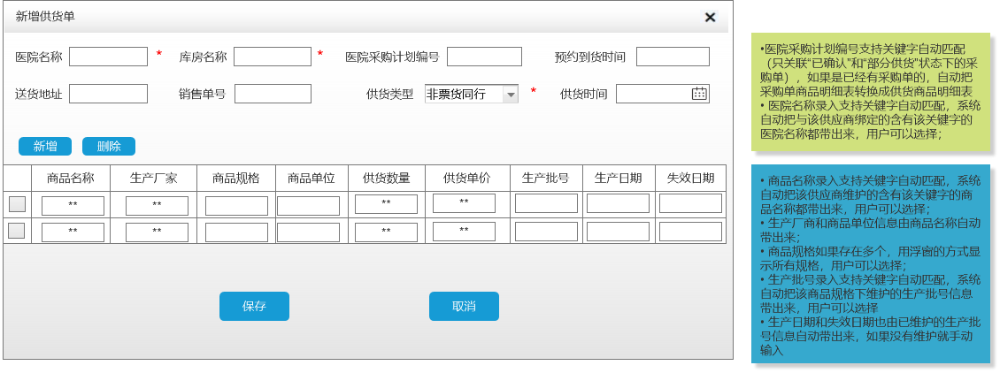 新增供货单
医院名称 * 库房名称 * 医院采购计划编号 预约到货时间
送货地址 销售单号 供货类型 非票货同行 * 供货时间
新增 删除
商品名称 生产厂家 商品规格 商品单位 供货数量 供货单价 生产批号 生产日期 失效日期
** ** ** **
** ** ** **
保存 取消
•医院采购计划编号支持关键字自动匹配
（只关联“已确认”和“部分供货”状态下的采
购单），如果是已经有采购单的，自动把
采购单商品明细表转换成供货商品明细表
• 医院名称录入支持关键字自动匹配，系统
自动把与该供应商绑定的含有该关键字的
医院名称都带出来，用户可以选择；
• 商品名称录入支持关键字自动匹配，系统
自动把该供应商维护的含有该关键字的商
品名称都带出来，用户可以选择；
• 生产厂商和商品单位信息由商品名称自动
带出来；
• 商品规格如果存在多个，用浮窗的方式显
示所有规格，用户可以选择；
• 生产批号录入支持关键字自动匹配，系统
自动把该商品规格下维护的生产批号信息
带出来，用户可以选择
• 生产日期和失效日期也由已维护的生产批
号信息自动带出来，如果没有维护就手动
输入